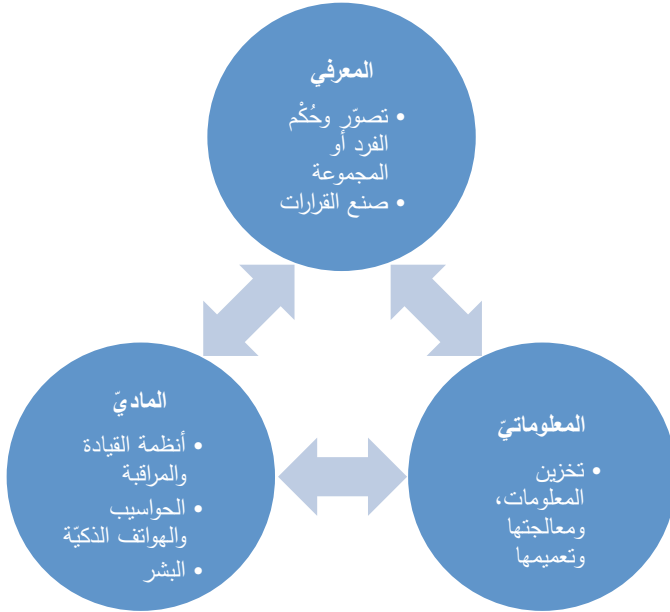 المعرفي
• تصوّر وحُكْم
الفرد أو
المجموعة
• صنع القرارات
الماديّ
• أنظمة القيادة
والمراقبة
• الحواسيب
والهواتف الذكيّة
• البشر
المعلوماتيّ
• تخزين
المعلومات،
ومعالجتها
وتعميمها